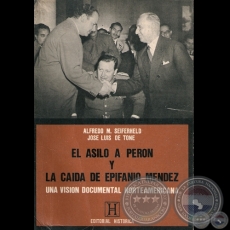 ALFREDO M. SEIFERHELD
JOSE LUIS DE TONE
EL ASILO A PERON
Y
LA CAIDA DE EPIFANIO MENDEZ
UNA VISION DOCUMENTAL NORTEAMERICANA
H
EDITORIAL HISTORICA